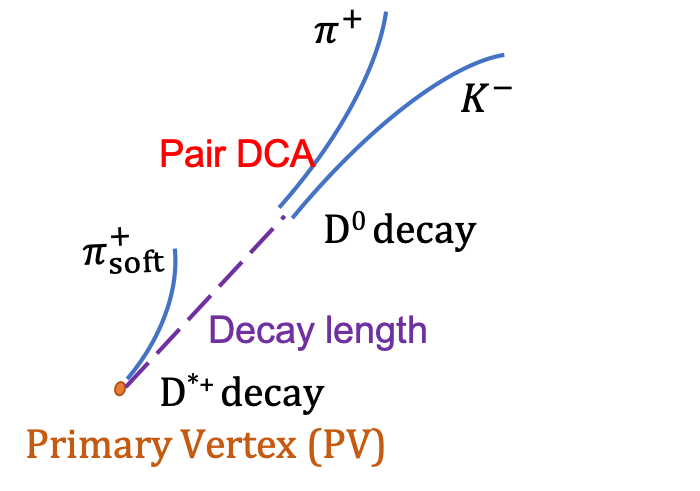 π⁺
K⁻
Pair DCA
D⁰ decay
π⁺soft
Decay length
D*⁺ decay
Primary Vertex (PV)